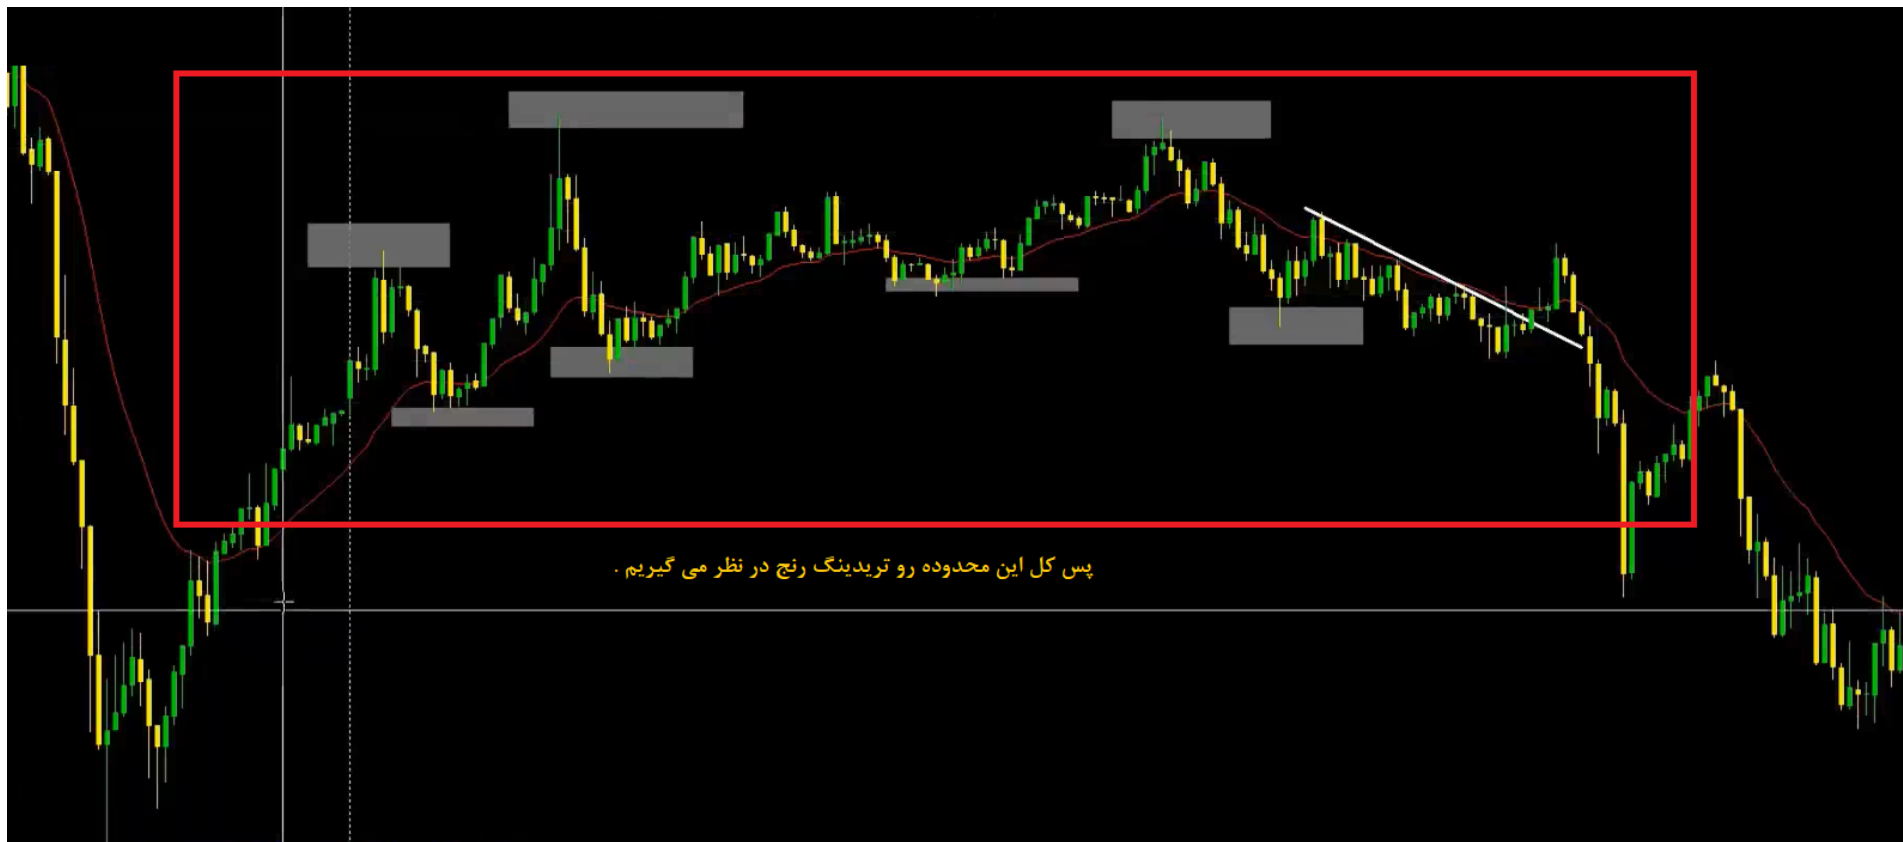 پس کل این محدوده رو تریدینگ رنج در نظر می گیریم .